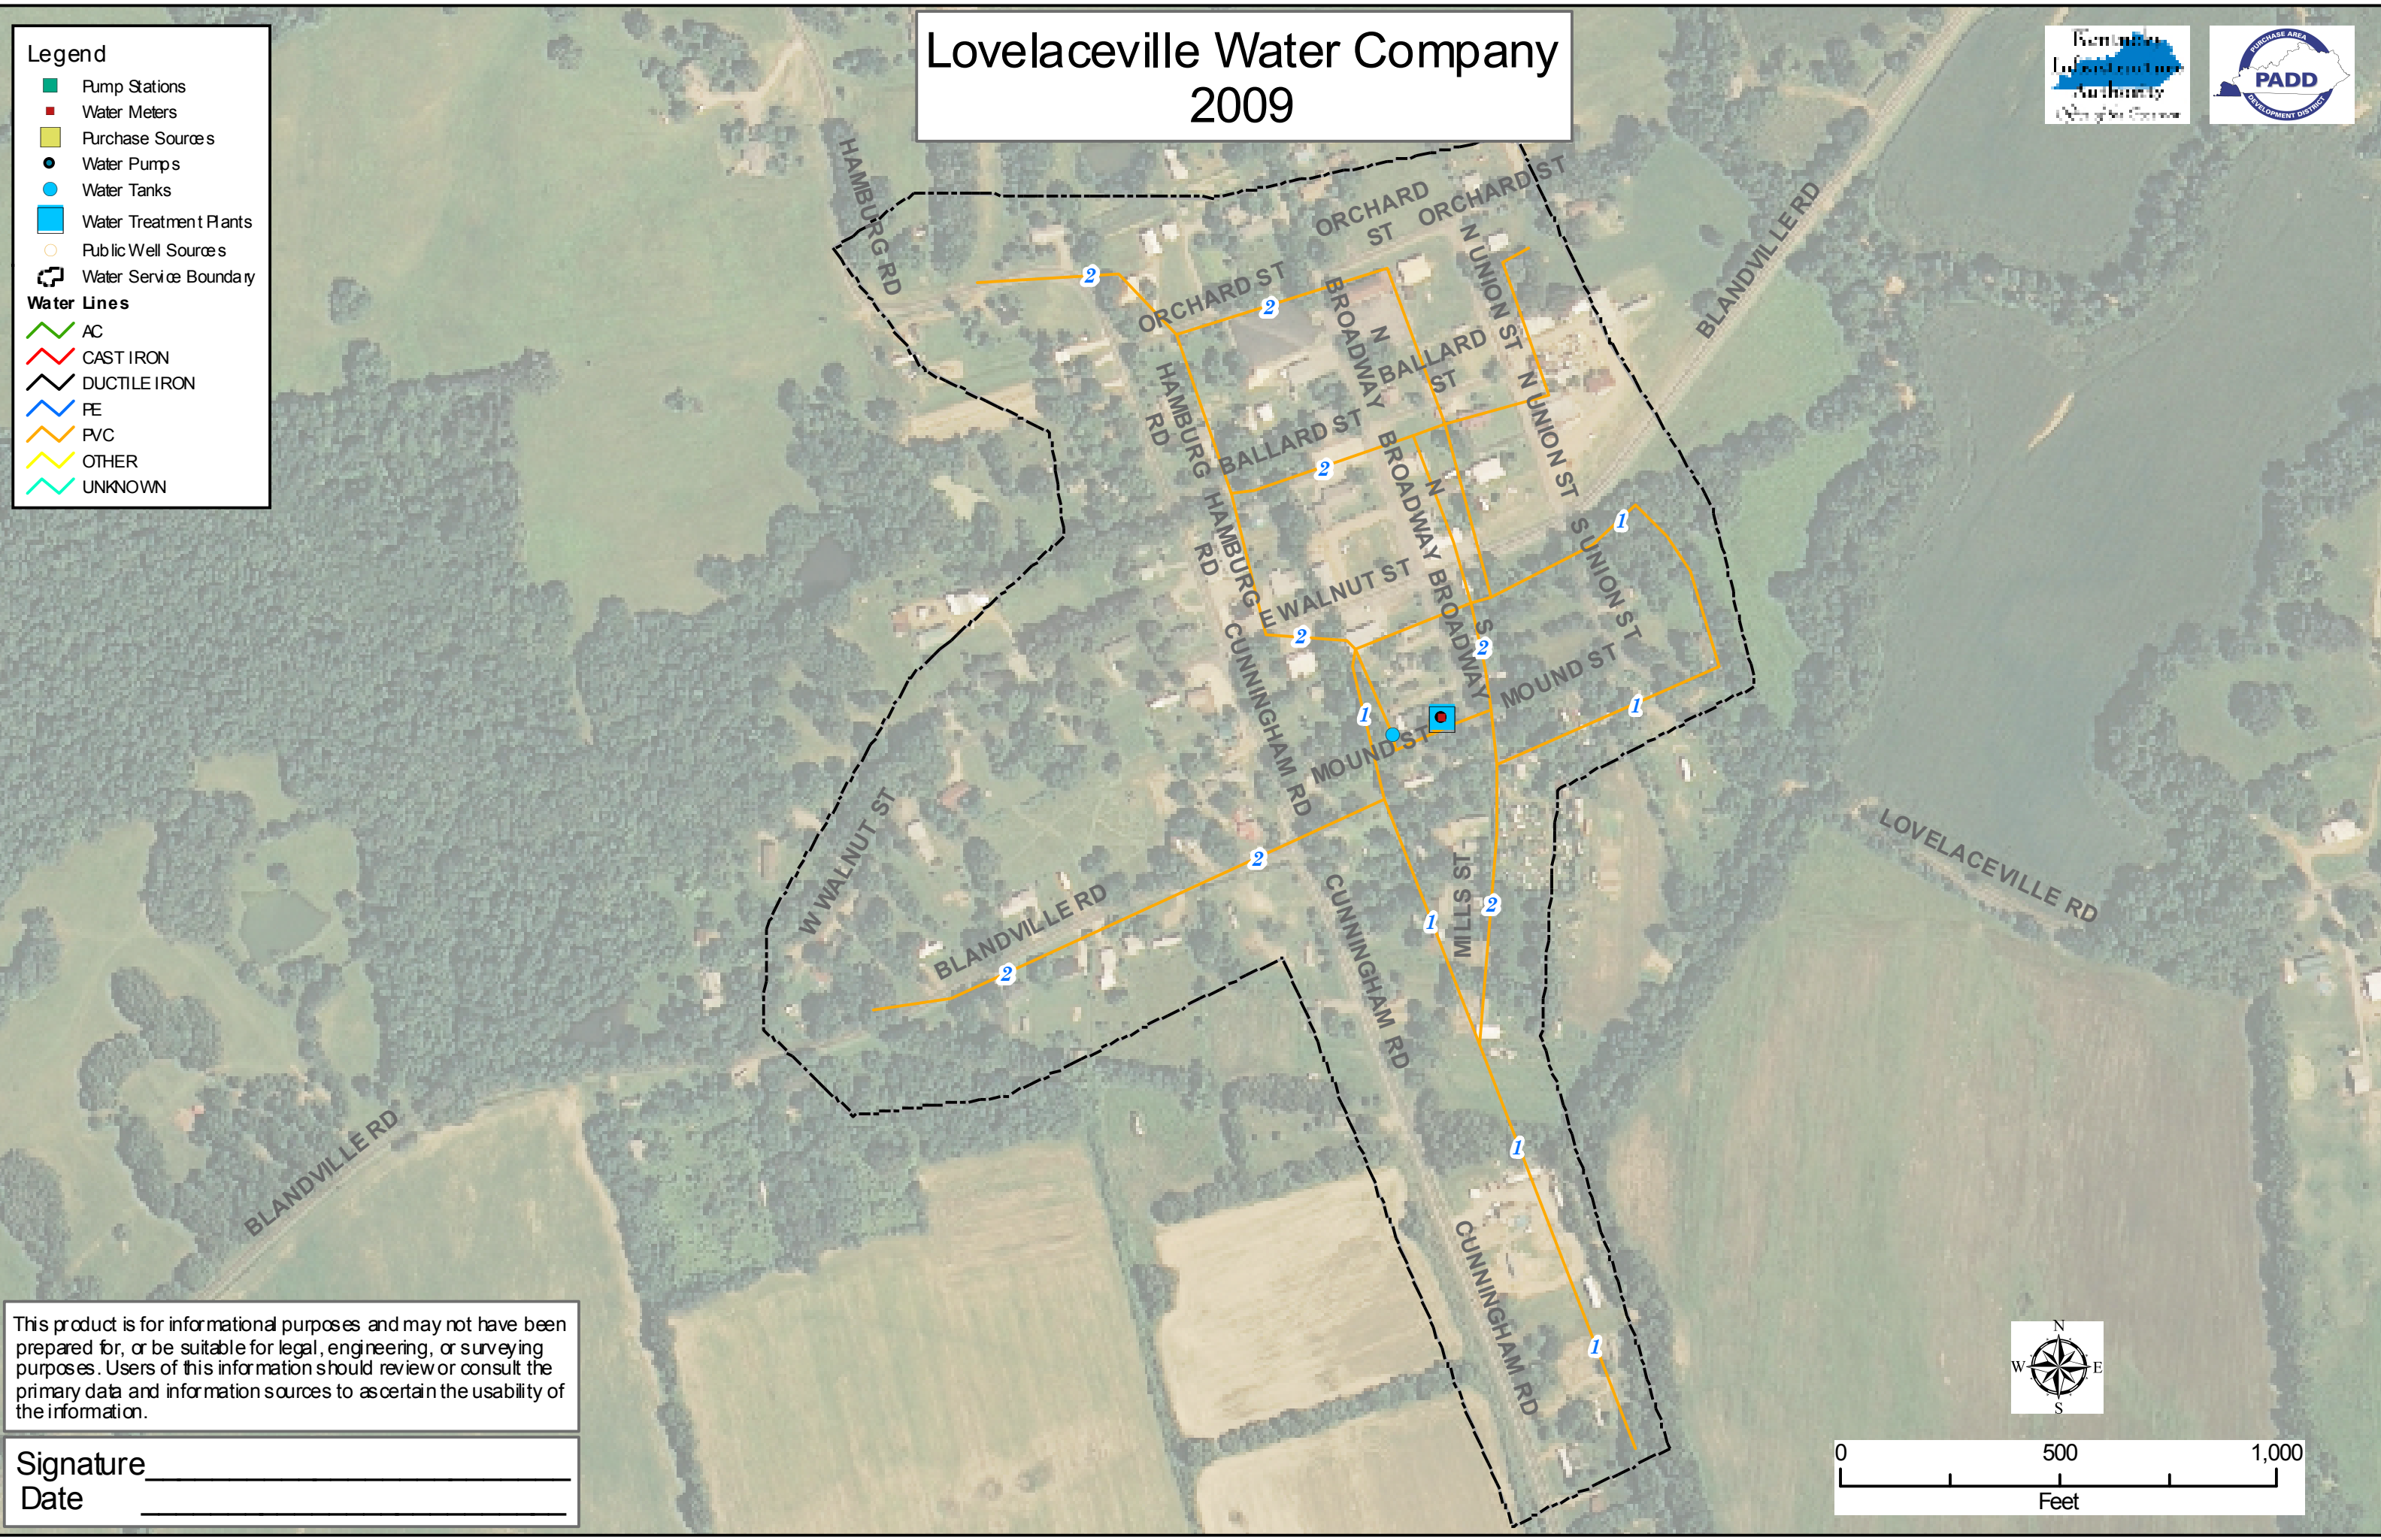 Lovelaceville Water Company
2009
Legend
Pump Stations
Water Meters
Purchase Sources
Water Pumps
Water Tanks
Water Treatment Plants
Public Well Sources
Water Service Boundary
Water Lines
AC
CAST IRON
DUCTILE IRON
PE
PVC
OTHER
UNKNOWN
PURCHASE AREA
PADD
DEVELOPMENT DISTRICT
HAMBURG RD
ORCHARD
ST
ORCHARD ST
N UNION ST
BLANDVILLE RD
2
ORCHARD ST
2
N
BROADWAY
BALLARD
ST
HAMBURG
RD
N UNION ST
BALLARD ST
2
N
BROADWAY
HAMBURG
RD
1
S UNION ST
E WALNUT ST
2
S
BROADWAY
2
MOUND ST
CUNNINGHAM RD
1
1
MOUND ST
W WALNUT ST
2
BLANDVILLE RD
2
CUNNINGHAM RD
1
MILLS ST
2
LOVELACEVILLE RD
BLANDVILLE RD
1
CUNNINGHAM RD
1
This product is for informational purposes and may not have been
prepared for, or be suitable for legal, engineering, or surveying
purposes. Users of this information should review or consult the
primary data and information sources to ascertain the usability of
the information.
Signature
Date
N
W E
S
0 500 1,000
Feet